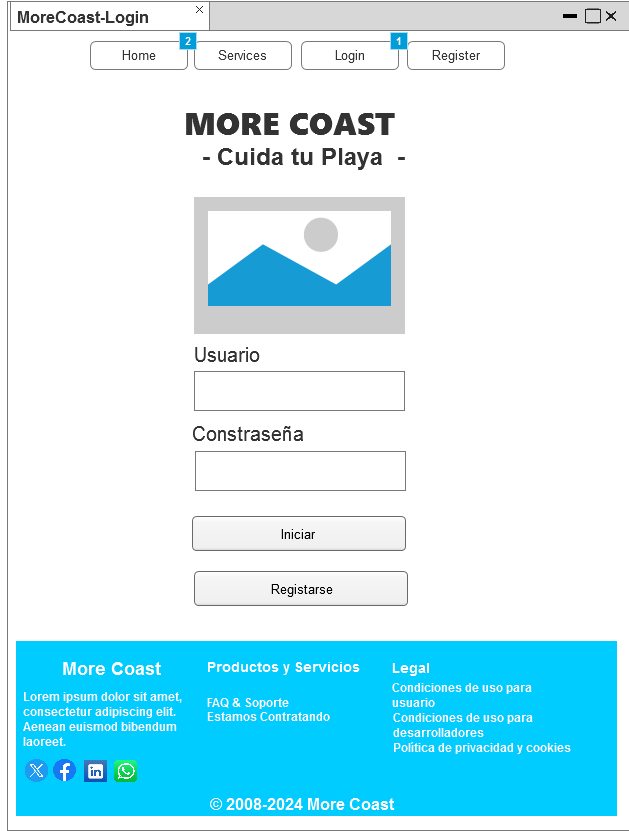 MoreCoast-Login
2
1
Home
Services
Login
Register
MORE COAST
- Cuida tu Playa -
Usuario
Constraseña
Iniciar
Registarse
More Coast
Lorem ipsum dolor sit amet,
consectetur adipiscing elit.
Aenean euismod bibendum
laoreet.
Productos y Servicios
FAQ & Soporte
Estamos Contratando
Legal
Condiciones de uso para
usuario
Condiciones de uso para
desarrolladores
Política de privacidad y cookies
© 2008-2024 More Coast